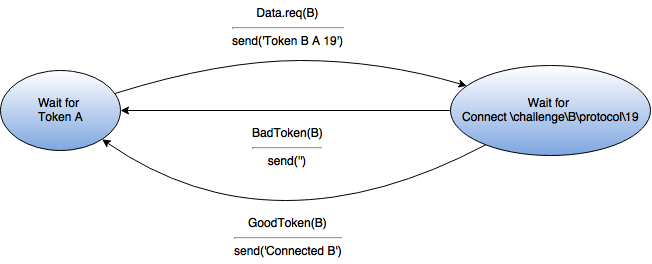 Data.req(B)
send('Token B A 19')
Wait for
Token A
Wait for
Connect \challenge\B\protocol\19
BadToken(B)
send('')
GoodToken(B)
send('Connected B')